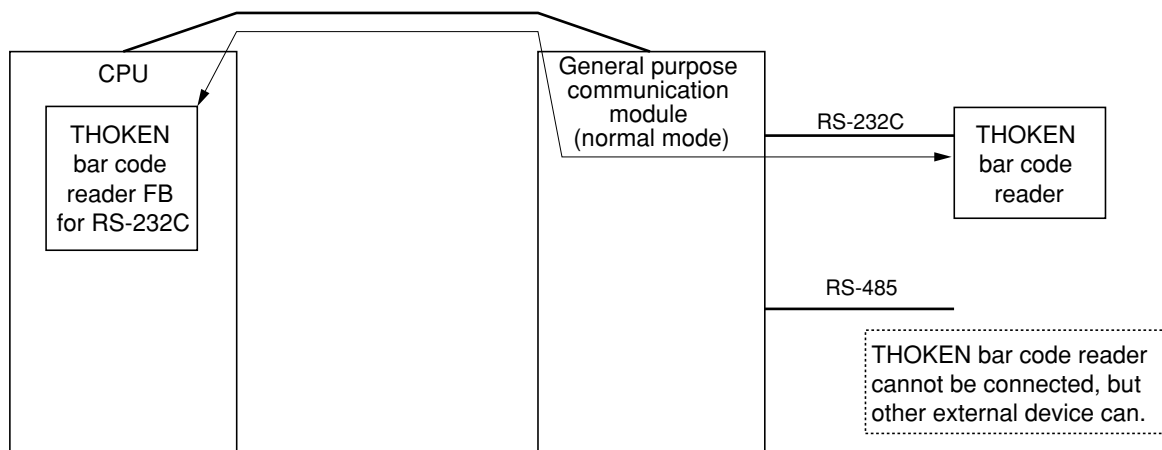 CPU
THOKEN
bar code
reader FB
for RS-232C
General purpose
communication
module
(normal mode)
RS-232C
THOKEN
bar code
reader
RS-485
THOKEN bar code reader
cannot be connected, but
other external device can.